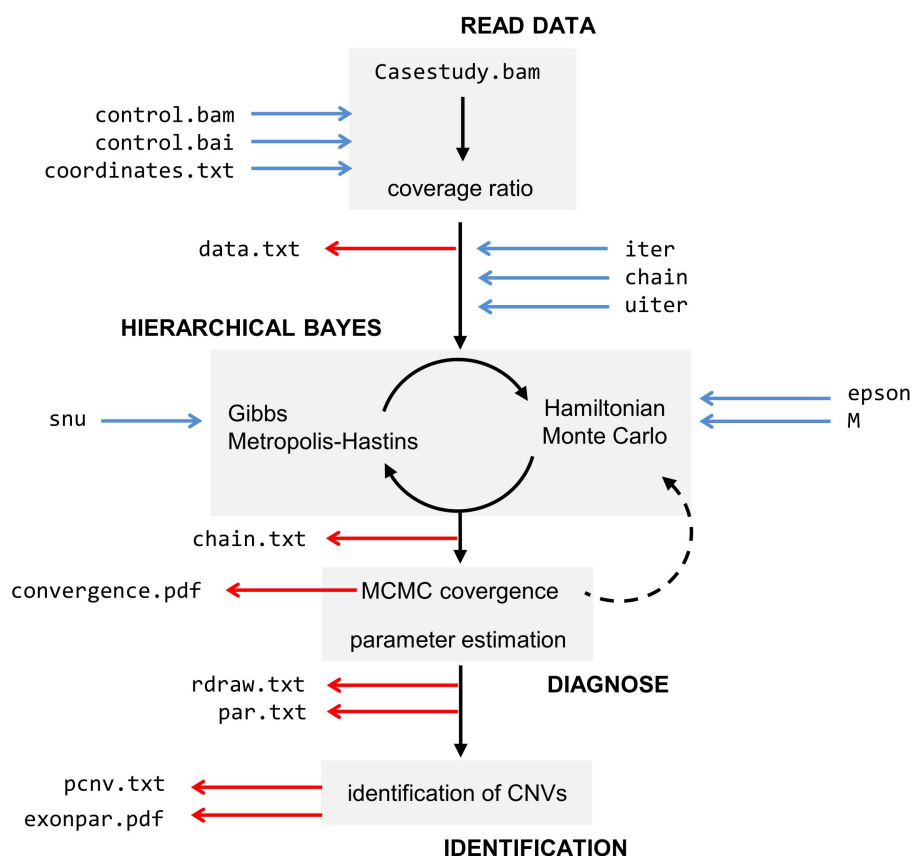 READ DATA
Casestudy.bam
control.bam
control.bai
coordinates.txt
coverage ratio
data.txt
iter
chain
uiter
HIERARCHICAL BAYES
snu
Gibbs
Metropolis-Hastins
Hamiltonian
Monte Carlo
epson
M
chain.txt
convergence.pdf
MCMC covergence
parameter estimation
rdraw.txt
par.txt
DIAGNOSE
pcnv.txt
exonpar.pdf
identification of CNVs
IDENTIFICATION